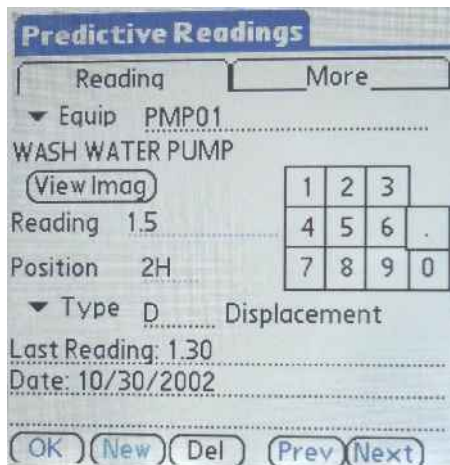 Predictive Readings
Reading More
Equip PMP01
WASH WATER PUMP
View Imag
1 2 3
Reading 1.5
4 5 6 .
Position 2H
7 8 9 0
Type D Displacement
Last Reading: 1.30
Date: 10/30/2002
OK New Del Prev Next